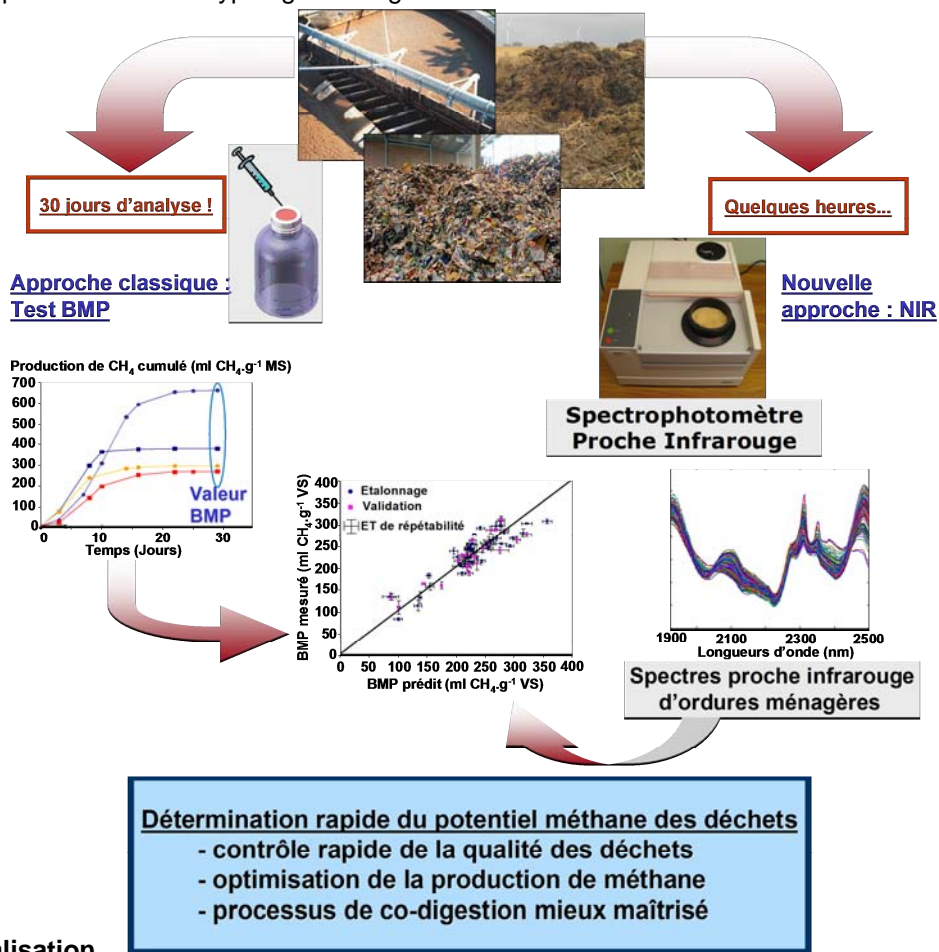 30 jours d'analyse !
Quelques heures...
Approche classique :
Test BMP
Nouvelle
approche : NIR
Spectrophotomètre
Proche Infrarouge
Production de CH₄ cumulé (ml CH₄.g⁻¹ MS)
700
600
500
400
300
200
100
0
0
10
20
30
Temps (Jours)
Valeur
BMP
BMP mesuré (ml CH₄.g⁻¹ VS)
400
350
300
250
200
150
100
50
0
Etalonnage
Validation
ET de répétabilité
0 50 100 150 200 250 300 350 400
BMP prédit (ml CH₄.g⁻¹ VS)
1900 2100 2300 2500
Longueurs d'onde (nm)
Spectres proche infrarouge
d'ordures ménagères
Détermination rapide du potentiel méthane des déchets
- contrôle rapide de la qualité des déchets
- optimisation de la production de méthane
- processus de co-digestion mieux maîtrisé
alisation